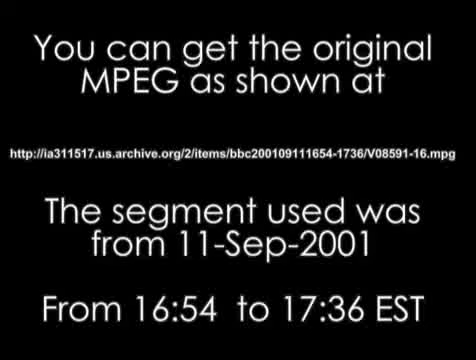 You can get the original
MPEG as shown at
http://ia311517.us.archive.org/2/items/bbc200109111654-1736/V08591-16.mpg
The segment used was
from 11-Sep-2001
From 16:54 to 17:36 EST